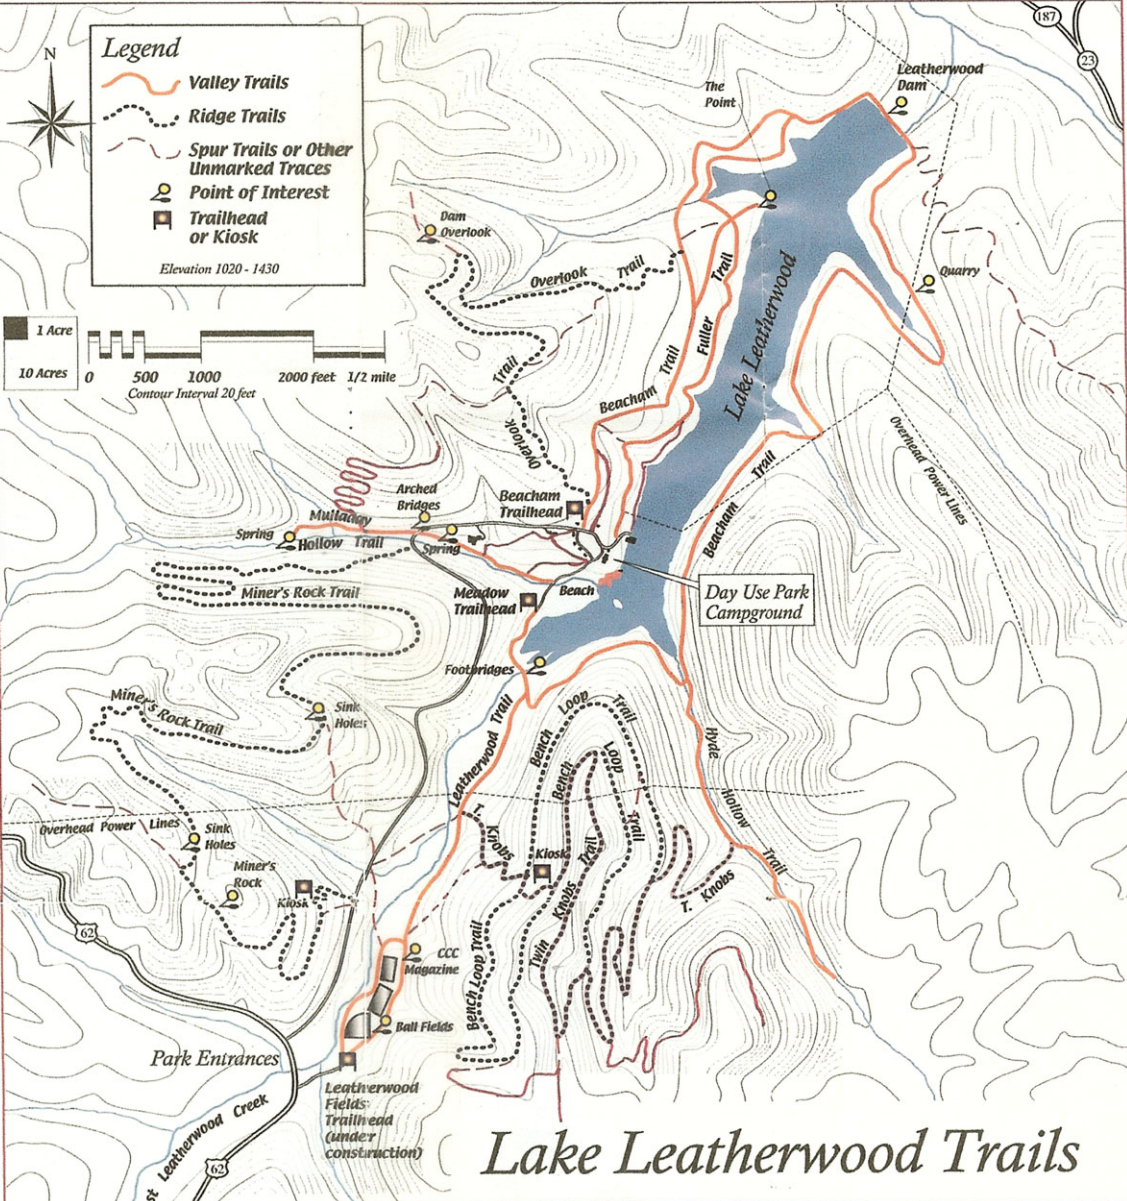 187
23
N
Legend
Valley Trails
Ridge Trails
Spur Trails or Other
Unmarked Traces
Point of Interest
Trailhead
or Kiosk
Elevation 1020 - 1430
1 Acre
10 Acres
0 500 1000 2000 feet 1/2 mile
Contour Interval 20 feet
The
Point
Leatherwood
Dam
Dam
Overlook
Overlook Trail
Quarry
Fuller Trail
Lake Leatherwood
Beacham Trail
Overlook Trail
Overhead Power Lines
Beacham Trail
Arched
Bridges
Beacham
Trailhead
Mulladay
Hollow Trail
Spring
Spring
Miner's Rock Trail
Meadow
Trailhead
Beach
Day Use Park
Campground
Footbridges
Sink
Holes
Miner's Rock Trail
Leatherwood Trail
Bench Loop Trail
Bench Loop Trail
Hyde Hollow Trail
T. Knobs
Kiosk
Twin Knobs Trail
T. Knobs
Overhead Power Lines
Sink
Holes
Miner's
Rock
Kiosk
62
CCC
Magazine
Bench Loop Trail
Ball Fields
Park Entrances
Leatherwood
Fields
Trailhead
(under
construction)
st Leatherwood Creek
62
Lake Leatherwood Trails